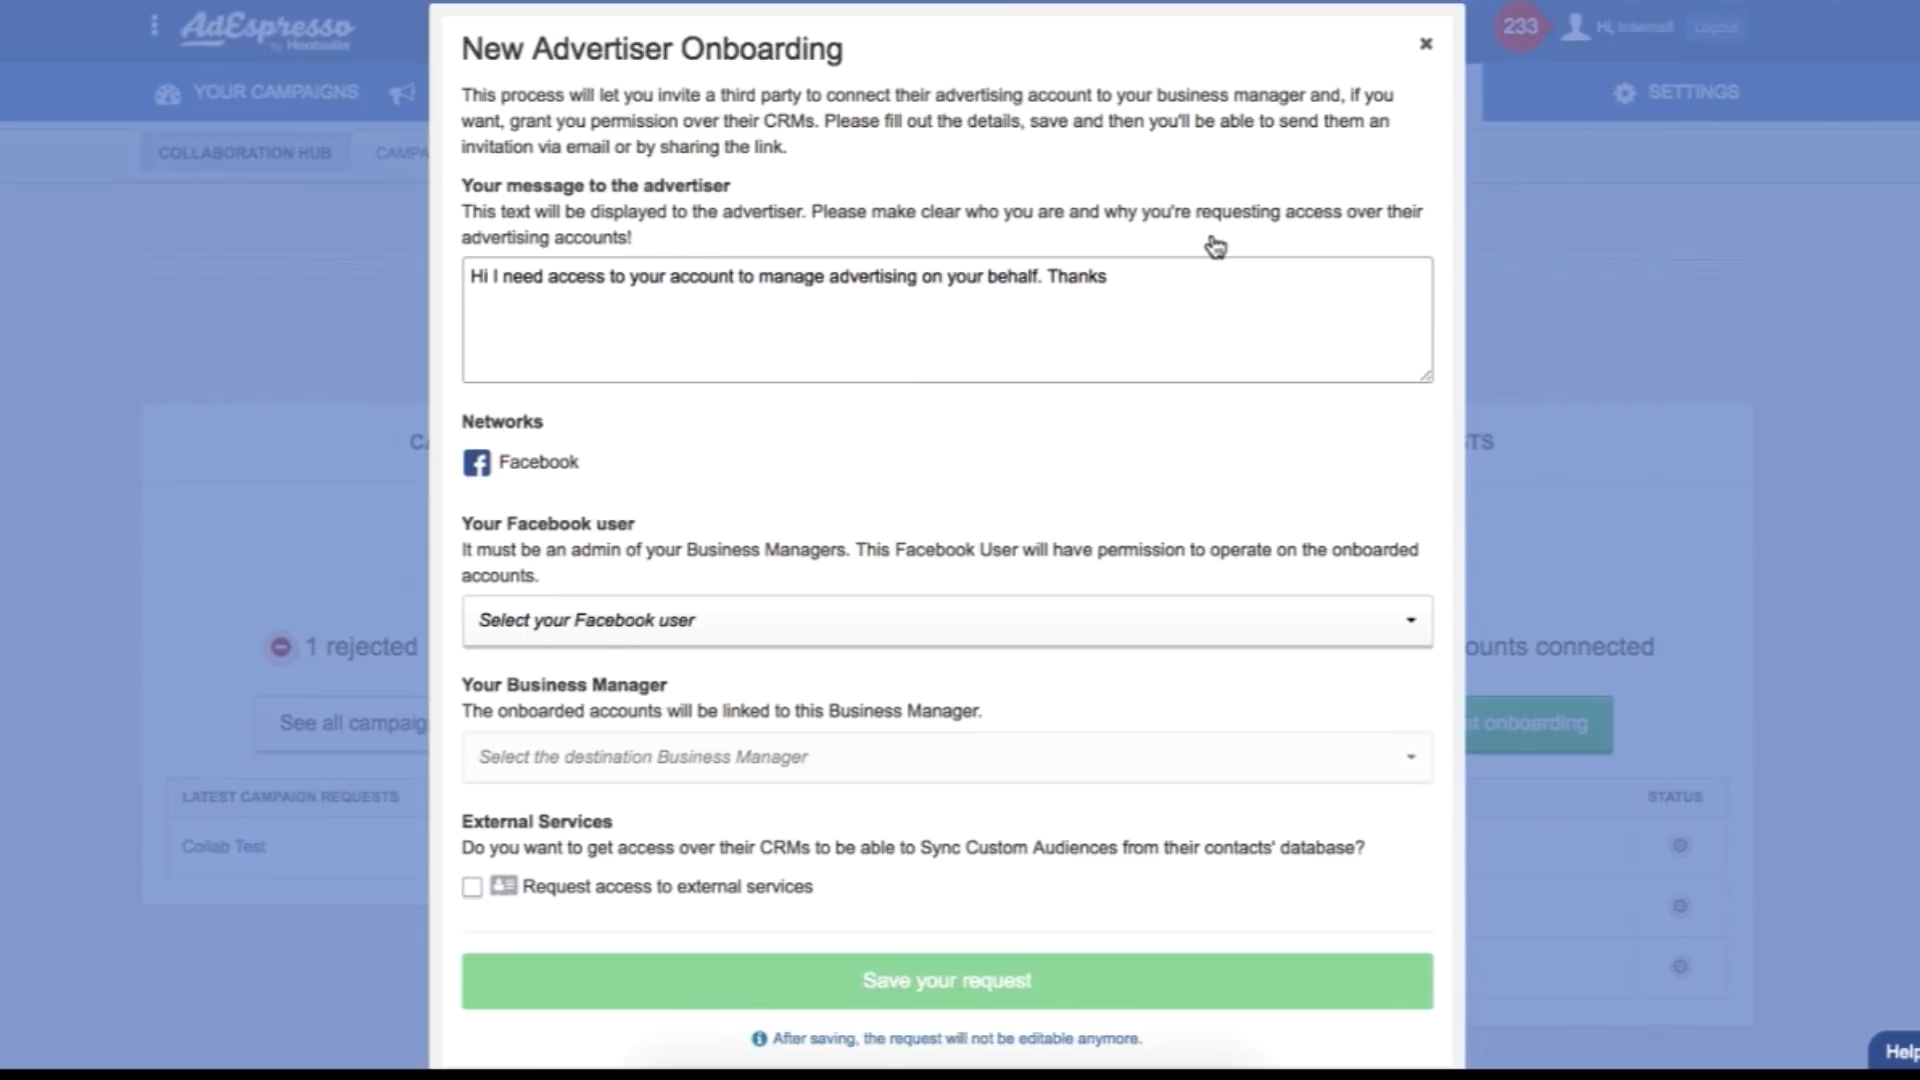 AdEspresso
by Hootsuite
233
Hi, Internal!
Logout
YOUR CAMPAIGNS
SETTINGS
COLLABORATION HUB
CAMPA
New Advertiser Onboarding
This process will let you invite a third party to connect their advertising account to your business manager and, if you
want, grant you permission over their CRMs. Please fill out the details, save and then you'll be able to send them an
invitation via email or by sharing the link.
Your message to the advertiser
This text will be displayed to the advertiser. Please make clear who you are and why you're requesting access over their
advertising accounts!
Hi I need access to your account to manage advertising on your behalf. Thanks
Networks
Facebook
Your Facebook user
It must be an admin of your Business Managers. This Facebook User will have permission to operate on the onboarded
accounts.
Select your Facebook user
Your Business Manager
The onboarded accounts will be linked to this Business Manager.
Select the destination Business Manager
External Services
Do you want to get access over their CRMs to be able to Sync Custom Audiences from their contacts' database?
Request access to external services
Save your request
After saving, the request will not be editable anymore.
CA
1 rejected
See all campaig
LATEST CAMPAIGN REQUESTS
Collab Test
TS
ounts connected
t onboarding
STATUS
Help